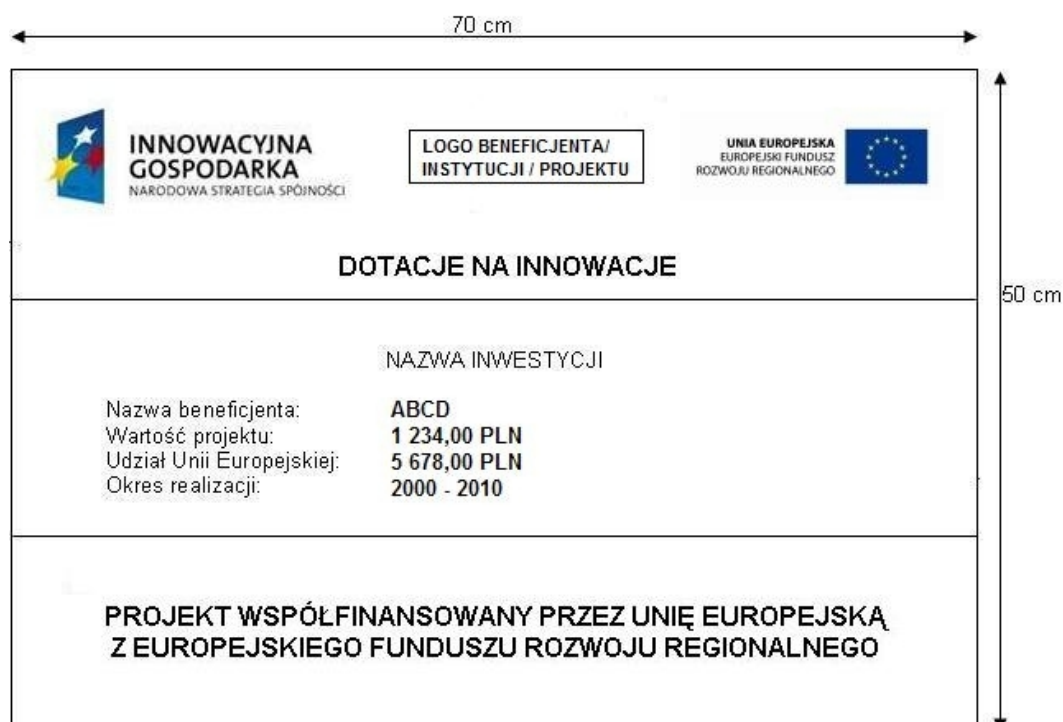 70 cm
INNOWACYJNA
GOSPODARKA
NARODOWA STRATEGIA SPÓJNOŚCI
LOGO BENEFICJENTA/
INSTYTUCJI / PROJEKTU
UNIA EUROPEJSKA
EUROPEJSKI FUNDUSZ
ROZWOJU REGIONALNEGO
DOTACJE NA INNOWACJE
50 cm
NAZWA INWESTYCJI
Nazwa beneficjenta: ABCD
Wartość projektu: 1 234,00 PLN
Udział Unii Europejskiej: 5 678,00 PLN
Okres realizacji: 2000 - 2010
PROJEKT WSPÓŁFINANSOWANY PRZEZ UNIĘ EUROPEJSKĄ
Z EUROPEJSKIEGO FUNDUSZU ROZWOJU REGIONALNEGO